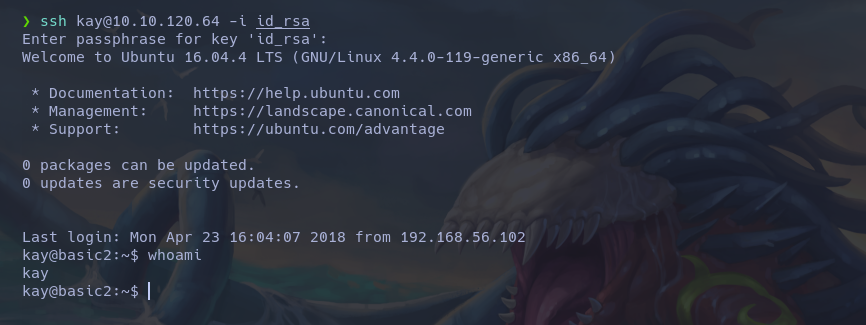 ❯ ssh kay@10.10.120.64 -i id_rsa
Enter passphrase for key 'id_rsa':
Welcome to Ubuntu 16.04.4 LTS (GNU/Linux 4.4.0-119-generic x86_64)
* Documentation:  https://help.ubuntu.com
* Management:     https://landscape.canonical.com
* Support:        https://ubuntu.com/advantage
0 packages can be updated.
0 updates are security updates.
Last login: Mon Apr 23 16:04:07 2018 from 192.168.56.102
kay@basic2:~$ whoami
kay
kay@basic2:~$